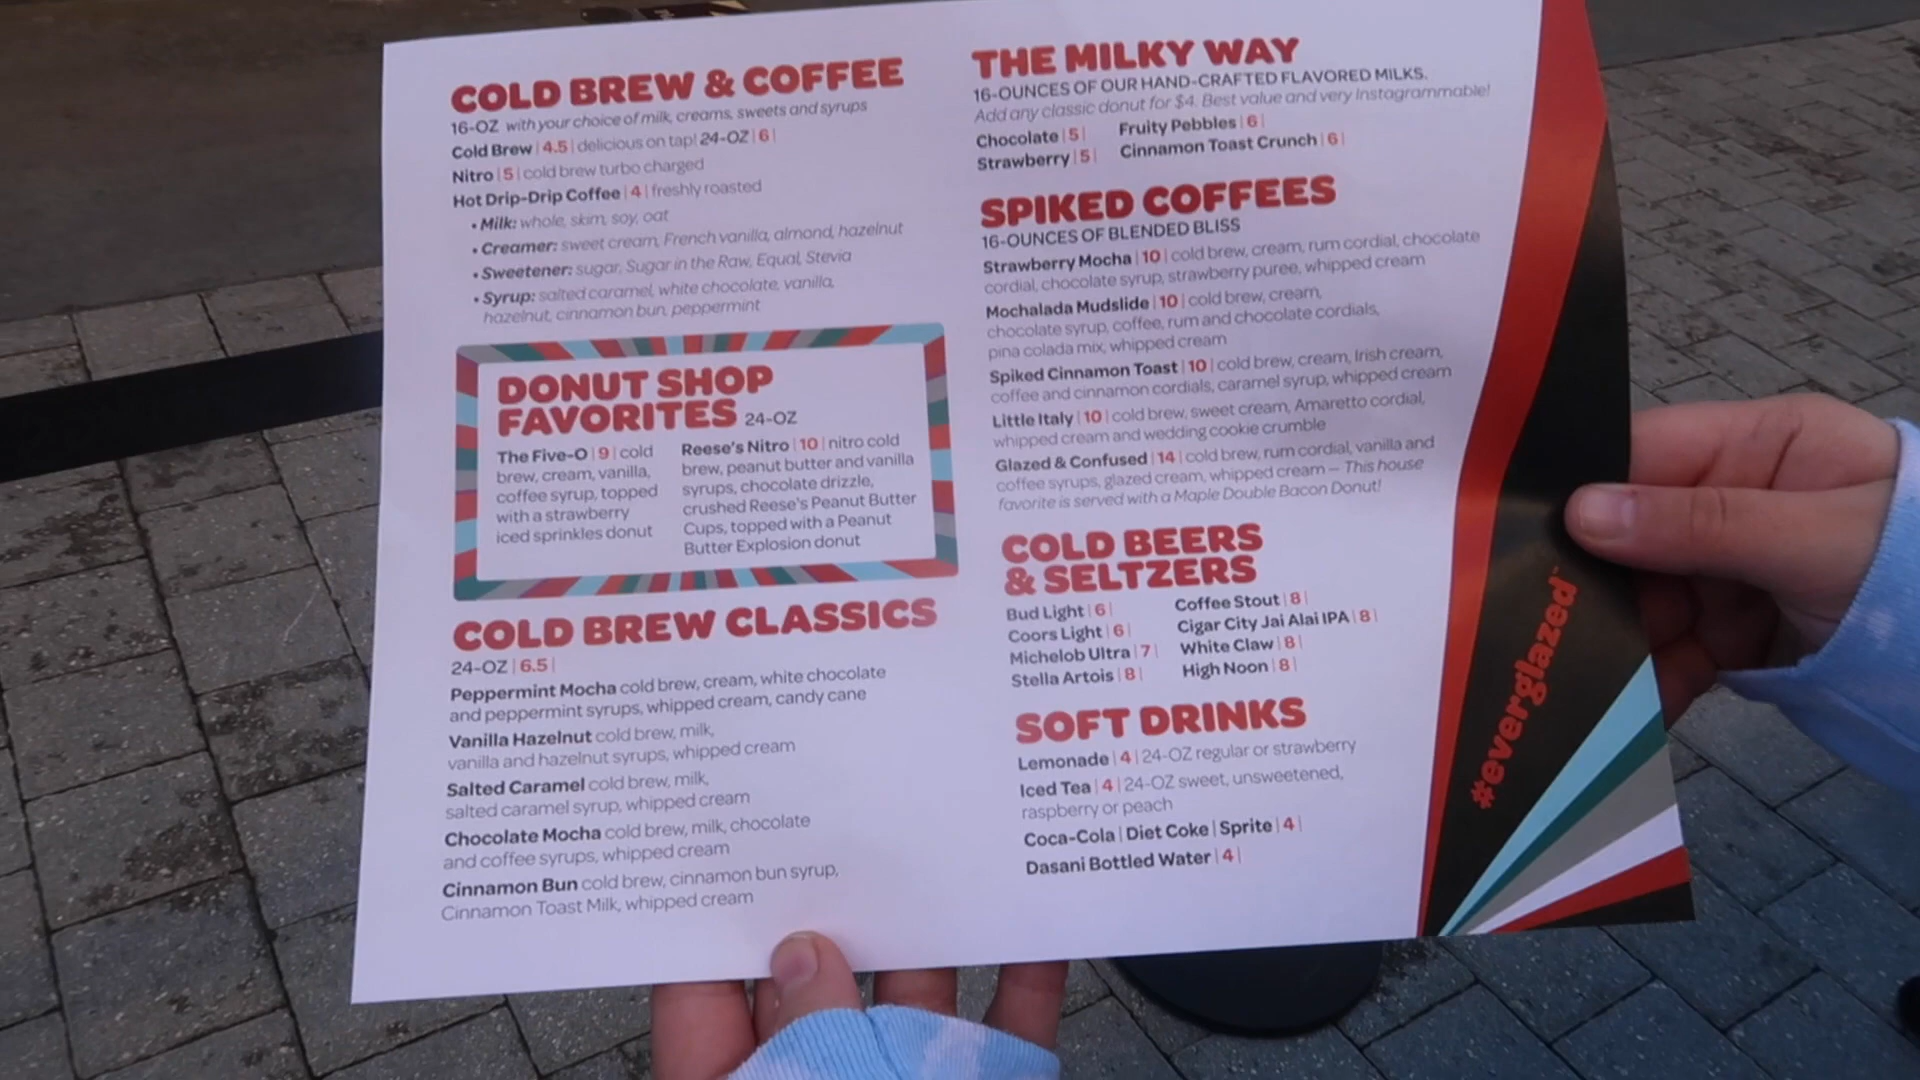 COLD BREW & COFFEE
16-OZ with your choice of milk, creams, sweets and syrups
Cold Brew | 4.5 | delicious on tap! 24-OZ | 6 |
Nitro | 5 | cold brew turbo charged
Hot Drip-Drip Coffee | 4 | freshly roasted
• Milk: whole, skim, soy, oat
• Creamer: sweet cream, French vanilla, almond, hazelnut
• Sweetener: sugar, Sugar in the Raw, Equal, Stevia
• Syrup: salted caramel, white chocolate, vanilla,
hazelnut, cinnamon bun, peppermint
DONUT SHOP
FAVORITES 24-OZ
The Five-O | 9 | cold
brew, cream, vanilla,
coffee syrup, topped
with a strawberry
iced sprinkles donut
Reese's Nitro | 10 | nitro cold
brew, peanut butter and vanilla
syrups, chocolate drizzle,
crushed Reese's Peanut Butter
Cups, topped with a Peanut
Butter Explosion donut
COLD BREW CLASSICS
24-OZ | 6.5 |
Peppermint Mocha cold brew, cream, white chocolate
and peppermint syrups, whipped cream, candy cane
Vanilla Hazelnut cold brew, milk,
vanilla and hazelnut syrups, whipped cream
Salted Caramel cold brew, milk,
salted caramel syrup, whipped cream
Chocolate Mocha cold brew, milk, chocolate
and coffee syrups, whipped cream
Cinnamon Bun cold brew, cinnamon bun syrup,
Cinnamon Toast Milk, whipped cream
THE MILKY WAY
16-OUNCES OF OUR HAND-CRAFTED FLAVORED MILKS.
Add any classic donut for $4. Best value and very Instagrammable!
Chocolate | 5 |
Strawberry | 5 |
Fruity Pebbles | 6 |
Cinnamon Toast Crunch | 6 |
SPIKED COFFEES
16-OUNCES OF BLENDED BLISS
Strawberry Mocha | 10 | cold brew, cream, rum cordial, chocolate
cordial, chocolate syrup, strawberry puree, whipped cream
Mochalada Mudslide | 10 | cold brew, cream,
chocolate syrup, coffee, rum and chocolate cordials,
pina colada mix, whipped cream
Spiked Cinnamon Toast | 10 | cold brew, cream, Irish cream,
coffee and cinnamon cordials, caramel syrup, whipped cream
Little Italy | 10 | cold brew, sweet cream, Amaretto cordial,
whipped cream and wedding cookie crumble
Glazed & Confused | 14 | cold brew, rum cordial, vanilla and
coffee syrups, glazed cream, whipped cream – This house
favorite is served with a Maple Double Bacon Donut!
COLD BEERS
& SELTZERS
Bud Light | 6 |
Coors Light | 6 |
Michelob Ultra | 7 |
Stella Artois | 8 |
Coffee Stout | 8 |
Cigar City Jai Alai IPA | 8 |
White Claw | 8 |
High Noon | 8 |
SOFT DRINKS
Lemonade | 4 | 24-OZ regular or strawberry
Iced Tea | 4 | 24-OZ sweet, unsweetened,
raspberry or peach
Coca-Cola | Diet Coke | Sprite | 4 |
Dasani Bottled Water | 4 |
#everglazed™